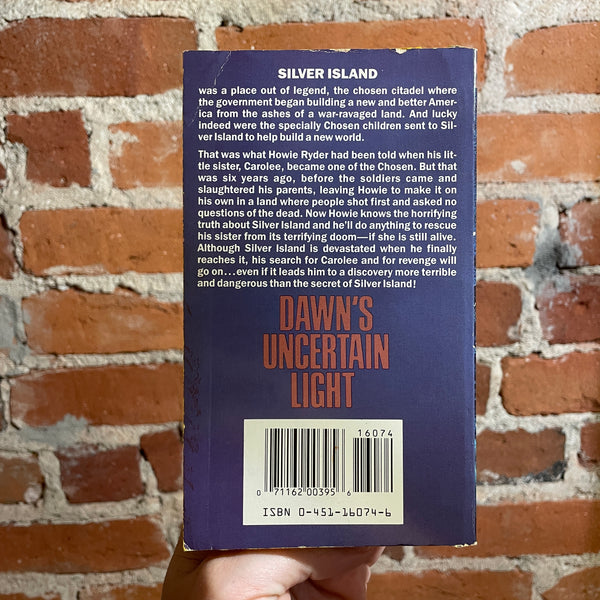 SILVER ISLAND
was a place out of legend, the chosen citadel where
the government began building a new and better Amer-
ica from the ashes of a war-ravaged land. And lucky
indeed were the specially Chosen children sent to Sil-
ver Island to help build a new world.
That was what Howie Ryder had been told when his lit-
tle sister, Carolee, became one of the Chosen. But that
was six years ago, before the soldiers came and
slaughtered his parents, leaving Howie to make it on
his own in a land where people shot first and asked no
questions of the dead. Now Howie knows the horrifying
truth about Silver Island and he'll do anything to rescue
his sister from its terrifying doom—if she is still alive.
Although Silver Island is devastated when he finally
reaches it, his search for Carolee and for revenge will
go on...even if it leads him to a discovery more terrible
and dangerous than the secret of Silver Island!
DAWN'S
UNCERTAIN
LIGHT
16074
0 71162 00395 6
ISBN 0-451-16074-6